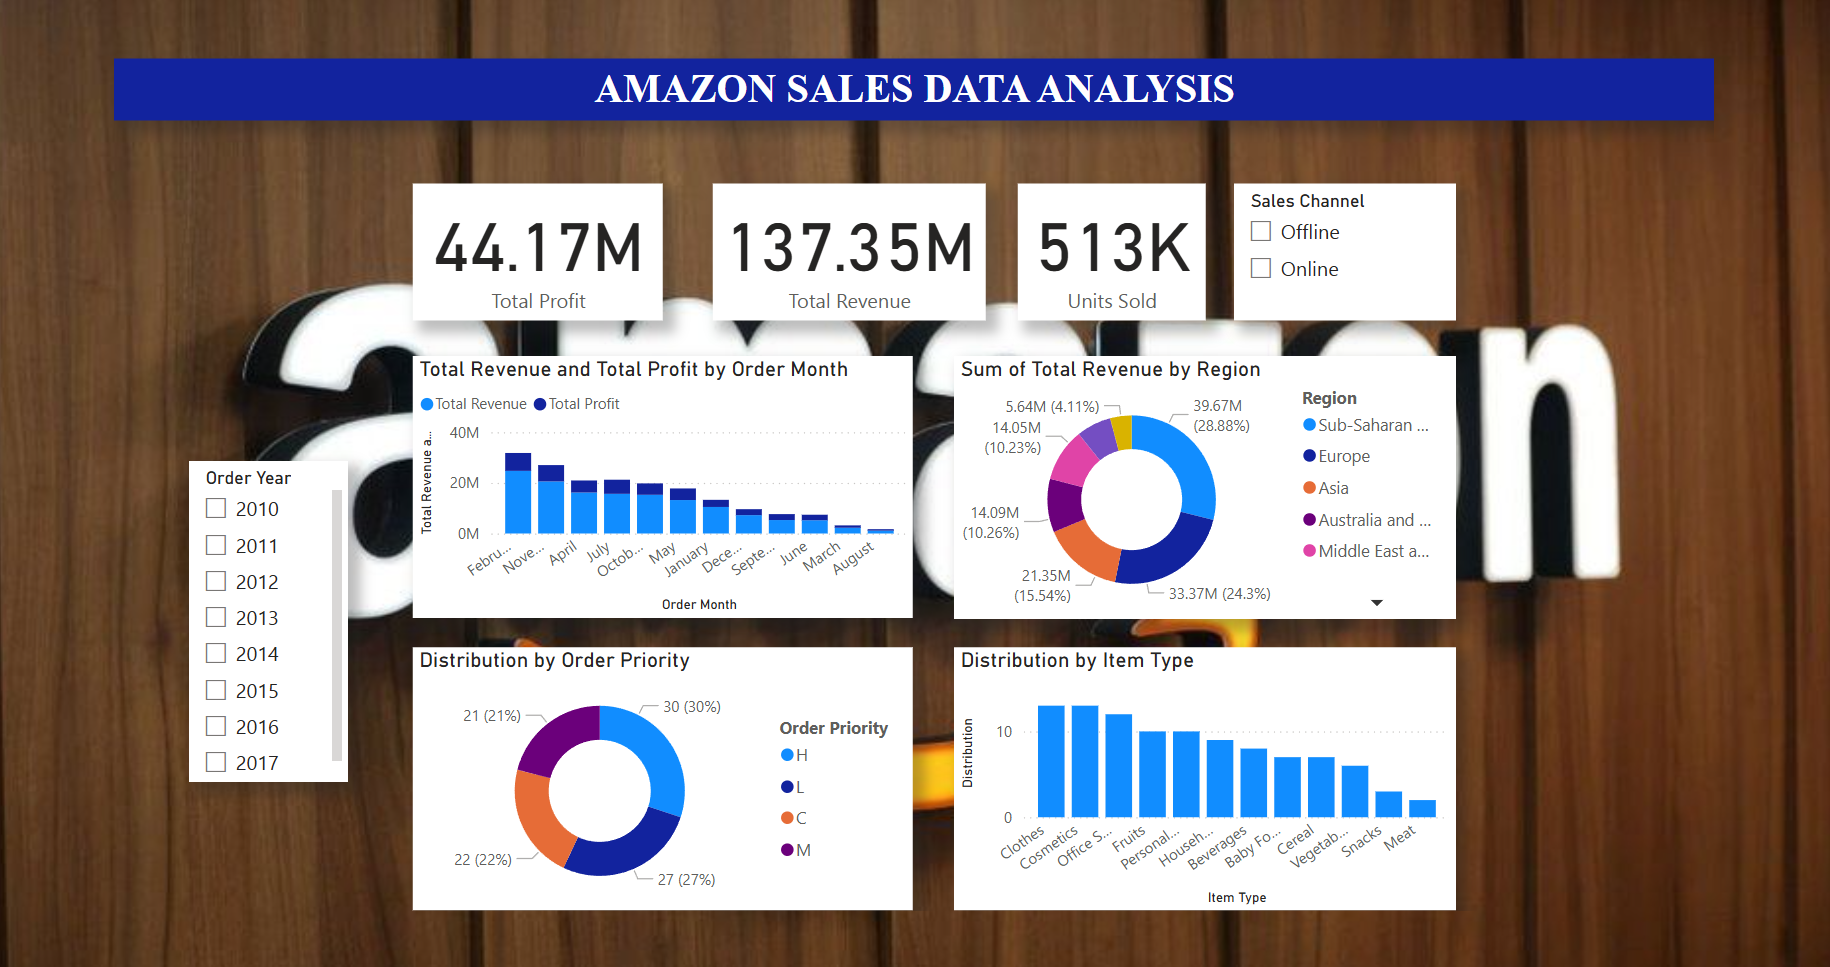 AMAZON SALES DATA ANALYSIS
44.17M
Total Profit
137.35M
Total Revenue
513K
Units Sold
Sales Channel
Offline
Online
Order Year
2010
2011
2012
2013
2014
2015
2016
2017
Total Revenue and Total Profit by Order Month
Total Revenue
Total Profit
Total Revenue a...
40M
20M
0M
Febru...
Nove...
April
July
Octob...
May
January
Dece...
Septe...
June
March
August
Order Month
Sum of Total Revenue by Region
39.67M
(28.88%)
33.37M (24.3%)
21.35M
(15.54%)
14.09M
(10.26%)
14.05M
(10.23%)
5.64M (4.11%)
Region
Sub-Saharan ...
Europe
Asia
Australia and ...
Middle East a...
Distribution by Order Priority
30 (30%)
27 (27%)
22 (22%)
21 (21%)
Order Priority
H
L
C
M
Distribution by Item Type
Distribution
10
0
Clothes
Cosmetics
Office S...
Fruits
Personal...
Househ...
Beverages
Baby Fo...
Cereal
Vegetab...
Snacks
Meat
Item Type